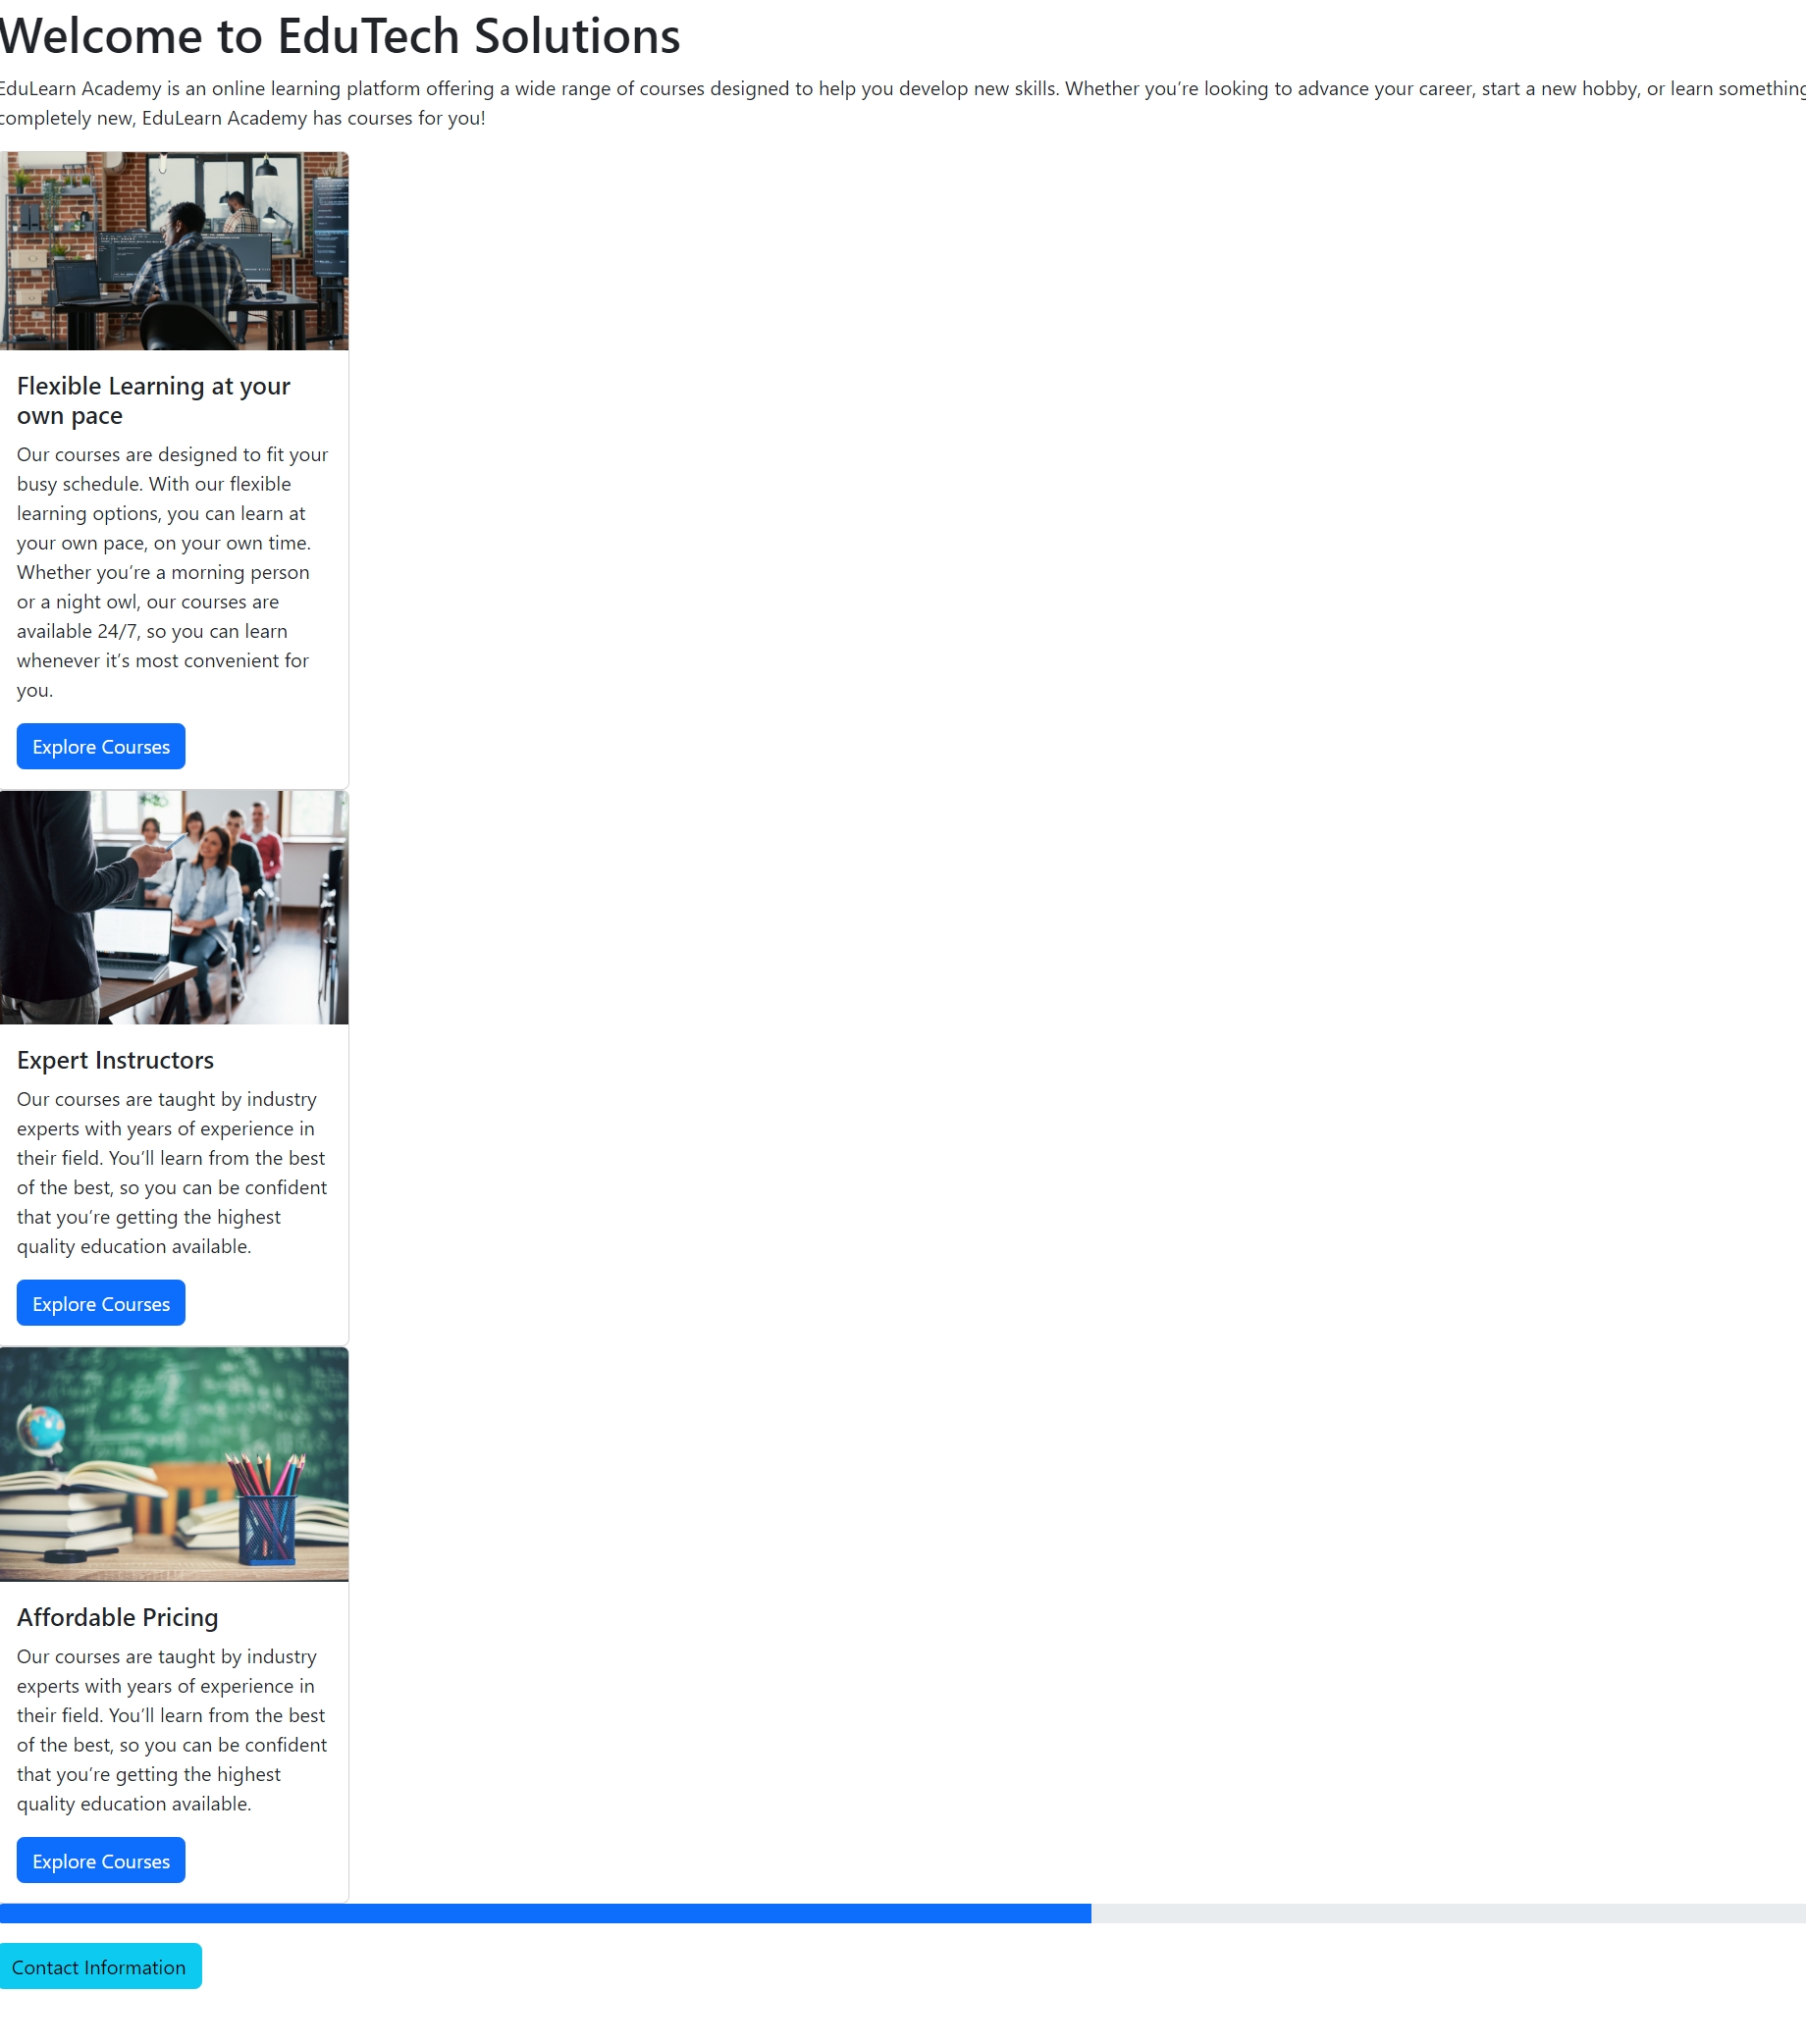 Welcome to EduTech Solutions
EduLearn Academy is an online learning platform offering a wide range of courses designed to help you develop new skills. Whether you’re looking to advance your career, start a new hobby, or learn something
completely new, EduLearn Academy has courses for you!
Flexible Learning at your
own pace
Our courses are designed to fit your
busy schedule. With our flexible
learning options, you can learn at
your own pace, on your own time.
Whether you’re a morning person
or a night owl, our courses are
available 24/7, so you can learn
whenever it’s most convenient for
you.
Explore Courses
Expert Instructors
Our courses are taught by industry
experts with years of experience in
their field. You’ll learn from the best
of the best, so you can be confident
that you’re getting the highest
quality education available.
Explore Courses
Affordable Pricing
Our courses are taught by industry
experts with years of experience in
their field. You’ll learn from the best
of the best, so you can be confident
that you’re getting the highest
quality education available.
Explore Courses
Contact Information